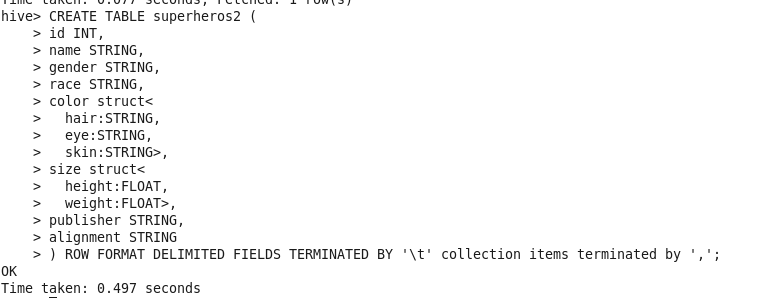 Time taken: 0.077 seconds, Fetched: 1 row(s)
hive> CREATE TABLE superheros2 (
    > id INT,
    > name STRING,
    > gender STRING,
    > race STRING,
    > color struct<
    >   hair:STRING,
    >   eye:STRING,
    >   skin:STRING>,
    > size struct<
    >   height:FLOAT,
    >   weight:FLOAT>,
    > publisher STRING,
    > alignment STRING
    > ) ROW FORMAT DELIMITED FIELDS TERMINATED BY '\t' collection items terminated by ',';
OK
Time taken: 0.497 seconds